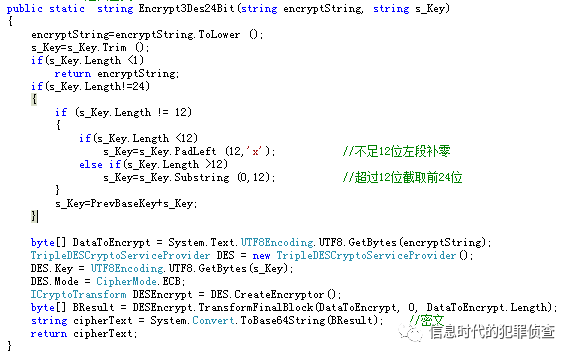 public static  string Encrypt3Des24Bit(string encryptString, string s_Key)
{
    encryptString=encryptString.ToLower ();
    s_Key=s_Key.Trim ();
    if(s_Key.Length <1)
        return encryptString;
    if(s_Key.Length!=24)
    {
        if (s_Key.Length != 12)
        {
            if(s_Key.Length <12)
                s_Key=s_Key.PadLeft (12,'x');          //不足12位左段补零
            else if(s_Key.Length >12)
                s_Key=s_Key.Substring (0,12);          //超过12位截取前24位
        }
        s_Key=PrevBaseKey+s_Key;
    }

    byte[] DataToEncrypt = System.Text.UTF8Encoding.UTF8.GetBytes(encryptString);
    TripleDESCryptoServiceProvider DES = new TripleDESCryptoServiceProvider();
    DES.Key = UTF8Encoding.UTF8.GetBytes(s_Key);
    DES.Mode = CipherMode.ECB;
    ICryptoTransform DESEncrypt = DES.CreateEncryptor();
    byte[] BResult = DESEncrypt.TransformFinalBlock(DataToEncrypt, 0, DataToEncrypt.Length);
    string cipherText = System.Convert.ToBase64String(BResult);    //密文
    return cipherText;
}
信息时代的犯罪侦查